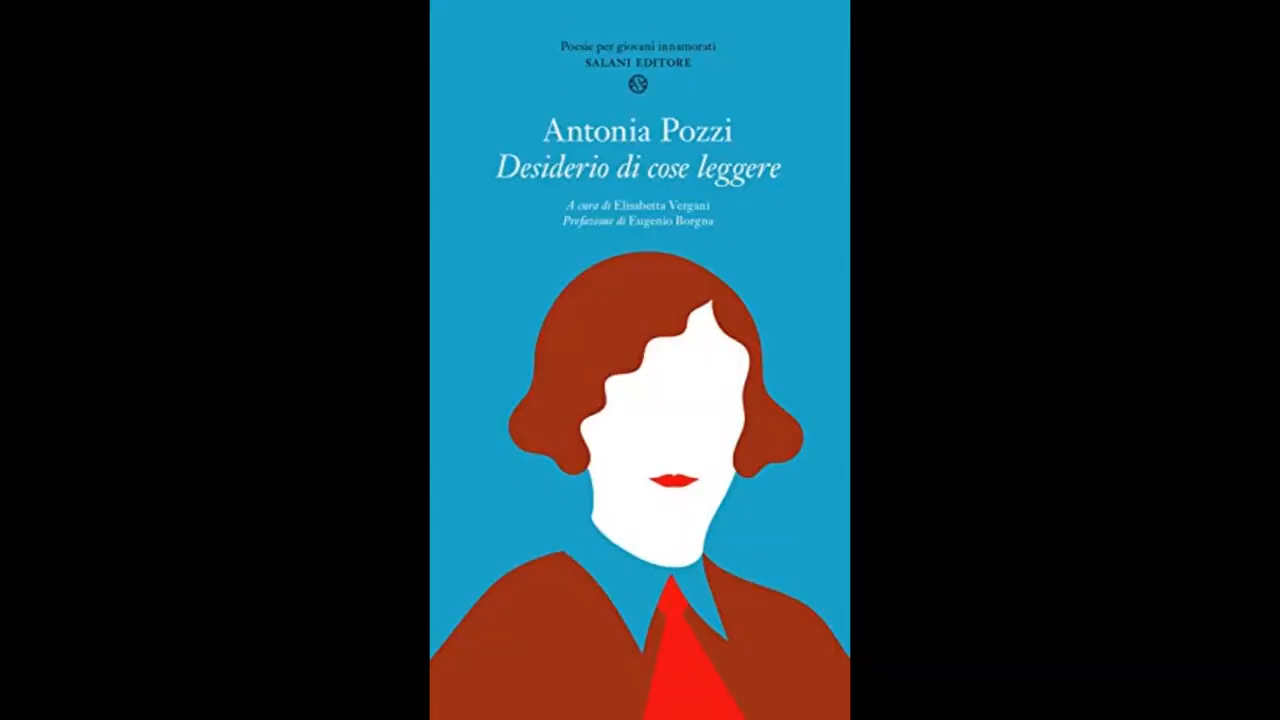 Poesie per giovani innamorati
SALANI EDITORE
Antonia Pozzi
Desiderio di cose leggere
A cura di Elisabetta Vergani
Prefazione di Eugenio Borgna